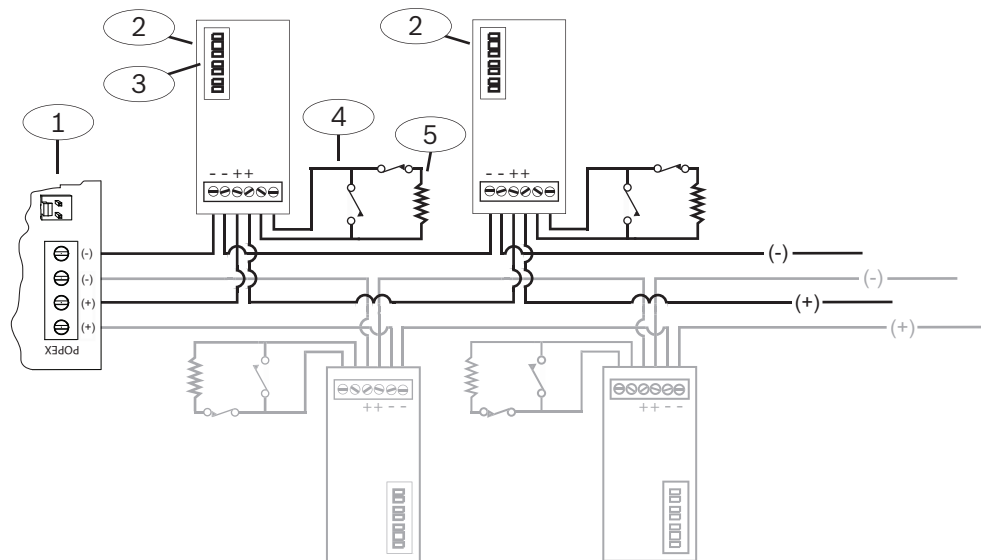 2
2
3
4
5
1
- - ++
- - ++
(-)
(-)
(-)
(-)
(+)
(+)
(+)
(+)
POPEX
++ - -
++ - -